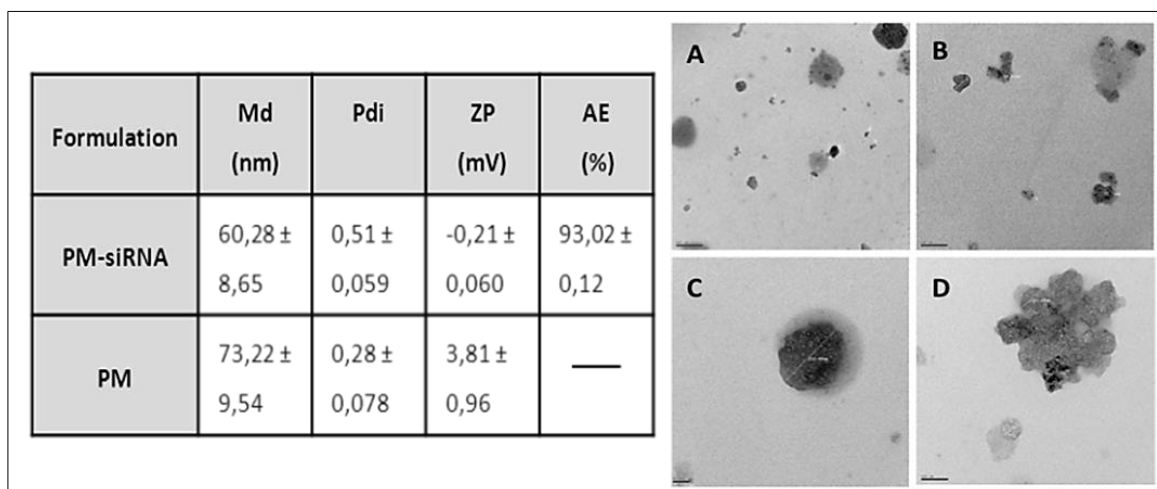 Formulation
Md
(nm)
Pdi
ZP
(mV)
AE
(%)
PM-siRNA
60,28 ±
8,65
0,51 ±
0,059
-0,21 ±
0,060
93,02 ±
0,12
PM
73,22 ±
9,54
0,28 ±
0,078
3,81 ±
0,96
—
A
B
C
D